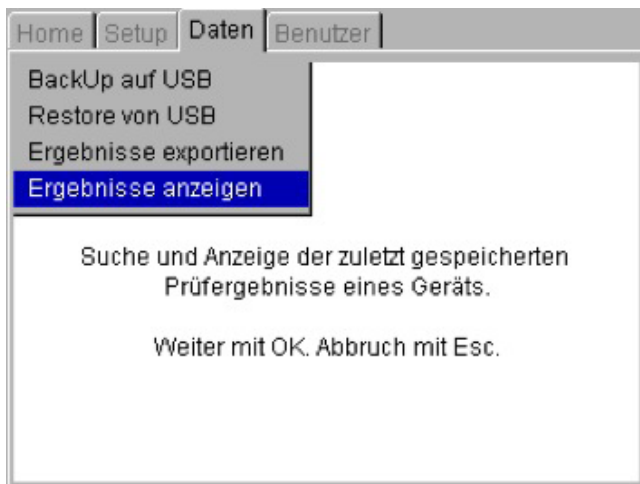 Home Setup Daten Benutzer
BackUp auf USB
Restore von USB
Ergebnisse exportieren
Ergebnisse anzeigen
Suche und Anzeige der zuletzt gespeicherten
Prüfergebnisse eines Geräts.
Weiter mit OK. Abbruch mit Esc.